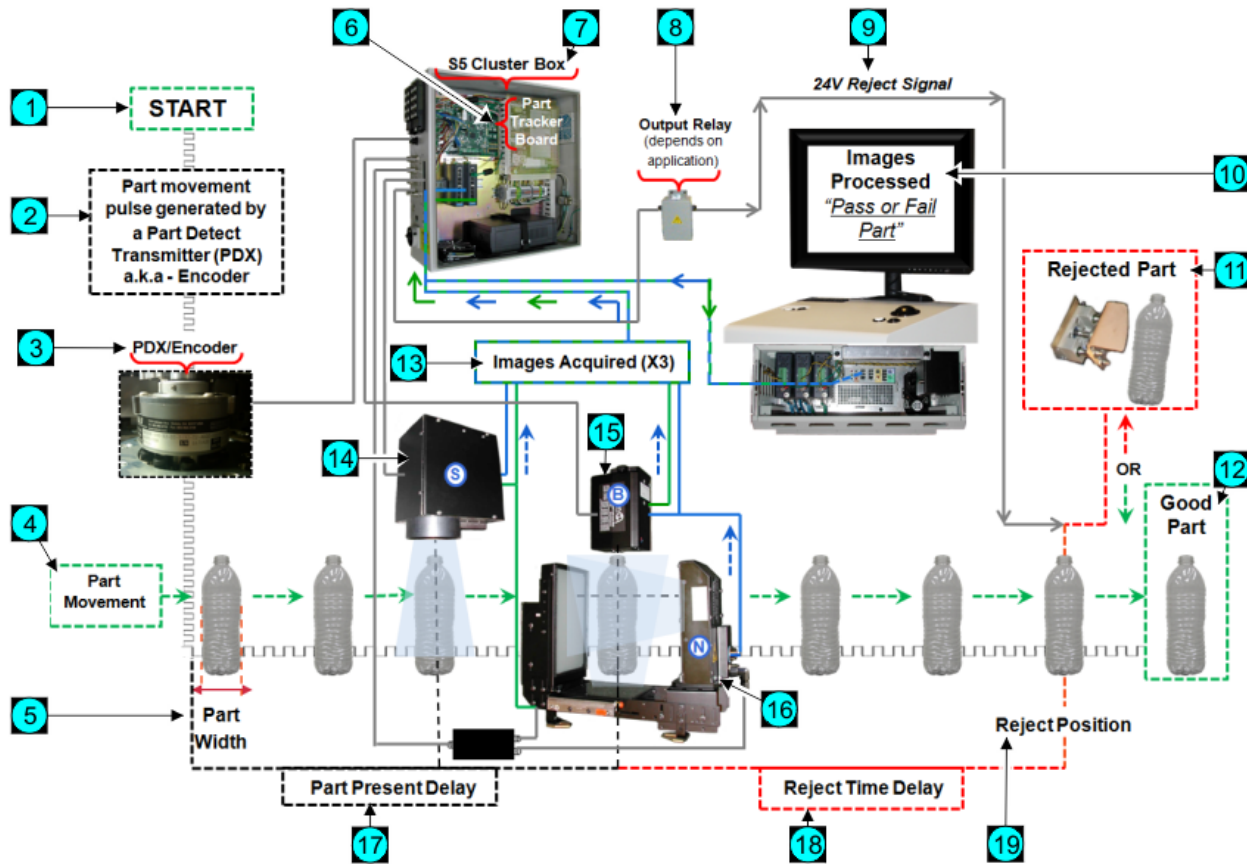 6
7
8
9
S5 Cluster Box
24V Reject Signal
1
START
Part
Tracker
Board
Output Relay
(depends on
application)
Images
Processed
“Pass or Fail
Part”
10
2
Part movement
pulse generated by
a Part Detect
Transmitter (PDX)
a.k.a - Encoder
Rejected Part
11
3
PDX/Encoder
13
Images Acquired (X3)
14
S
15
B
OR
12
Good
Part
4
Part
Movement
N
5
Part
Width
16
Reject Position
Part Present Delay
Reject Time Delay
17
18
19